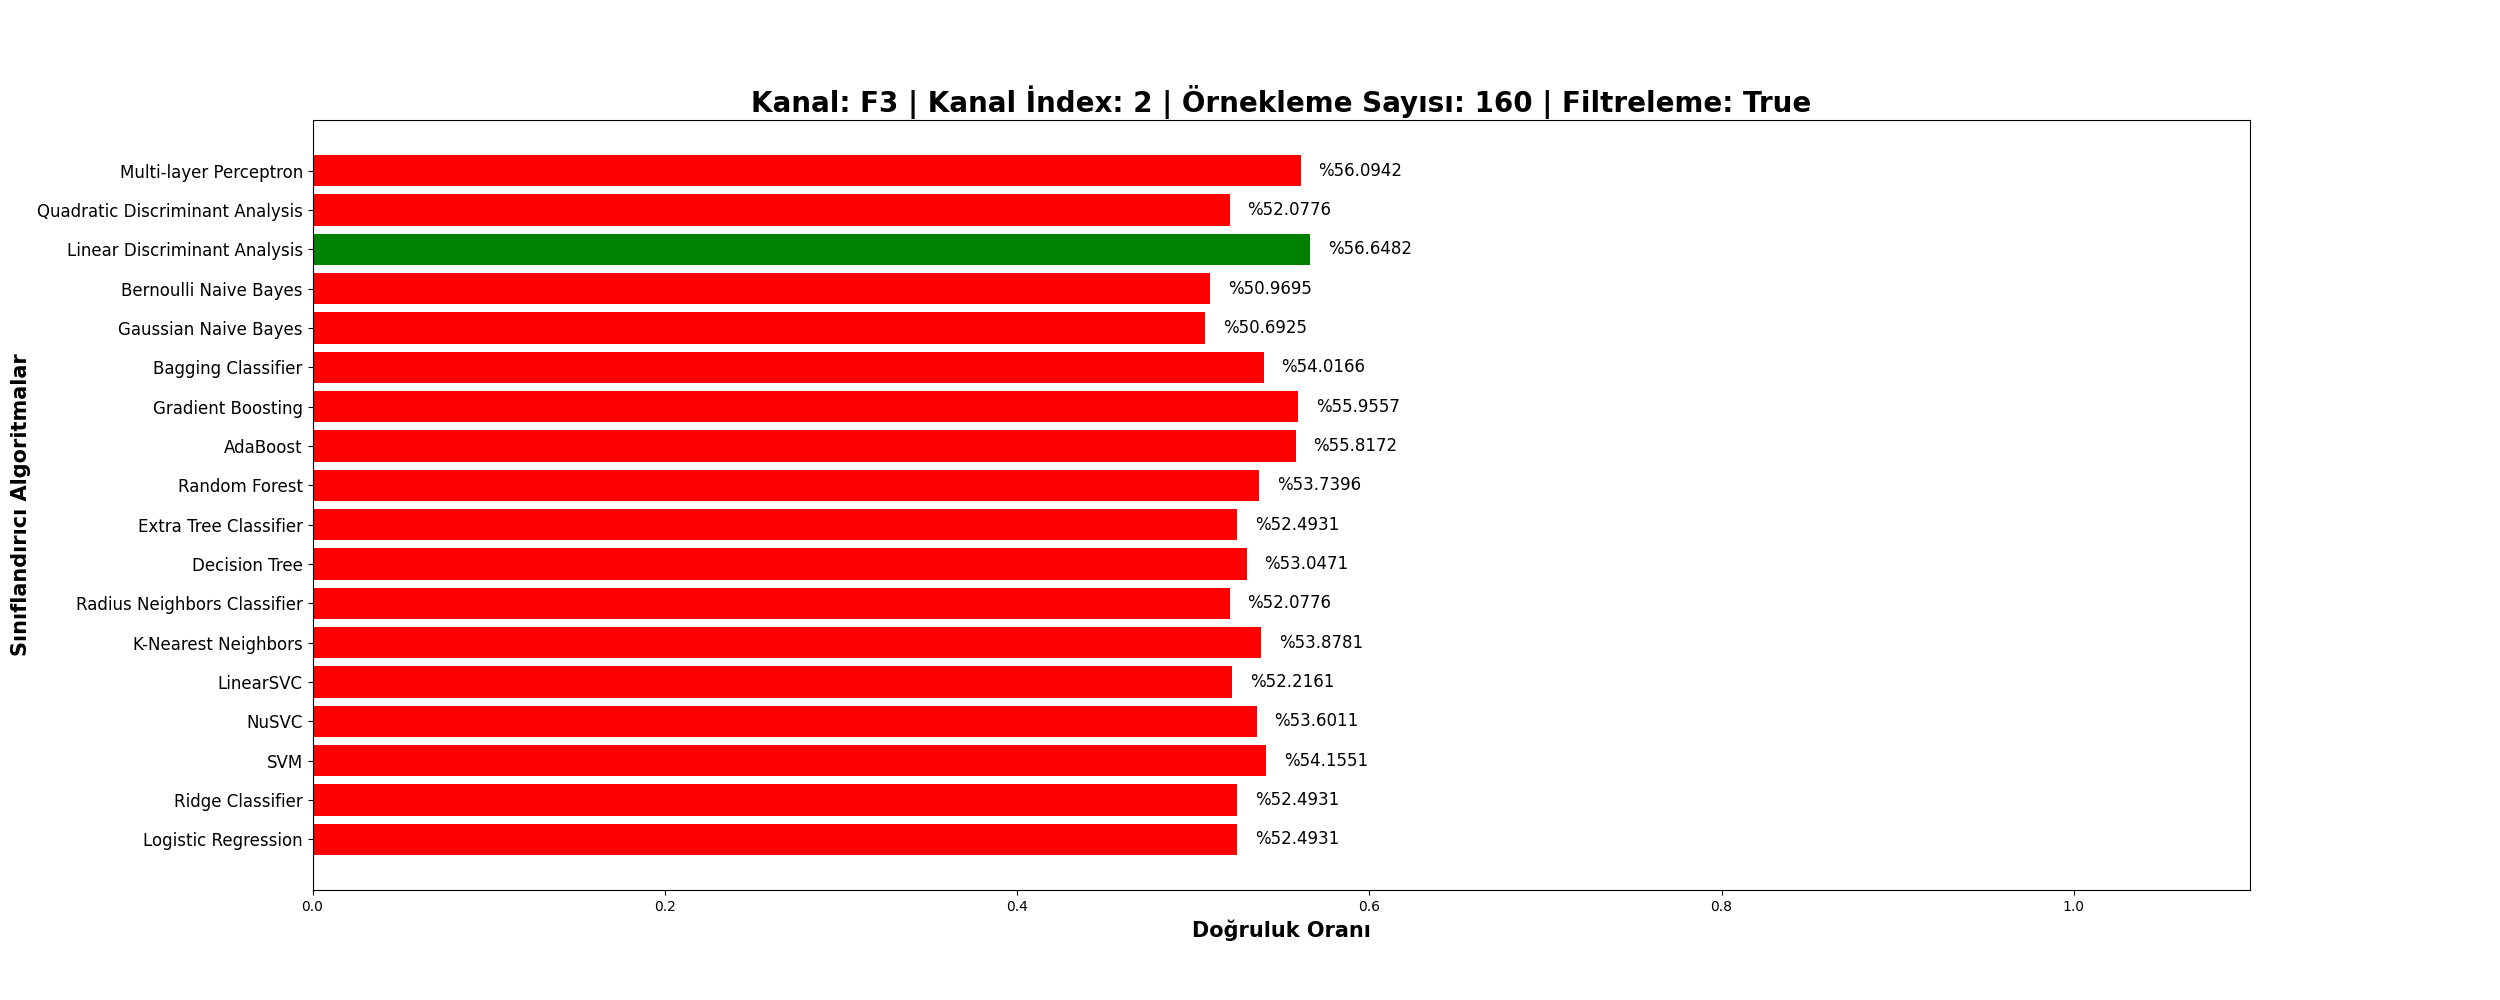 Kanal: F3 | Kanal İndex: 2 | Örnekleme Sayısı: 160 | Filtreleme: True
Sınıflandırıcı Algoritmalar
Multi-layer Perceptron %56.0942
Quadratic Discriminant Analysis %52.0776
Linear Discriminant Analysis %56.6482
Bernoulli Naive Bayes %50.9695
Gaussian Naive Bayes %50.6925
Bagging Classifier %54.0166
Gradient Boosting %55.9557
AdaBoost %55.8172
Random Forest %53.7396
Extra Tree Classifier %52.4931
Decision Tree %53.0471
Radius Neighbors Classifier %52.0776
K-Nearest Neighbors %53.8781
LinearSVC %52.2161
NuSVC %53.6011
SVM %54.1551
Ridge Classifier %52.4931
Logistic Regression %52.4931
0.0 0.2 0.4 0.6 0.8 1.0
Doğruluk Oranı